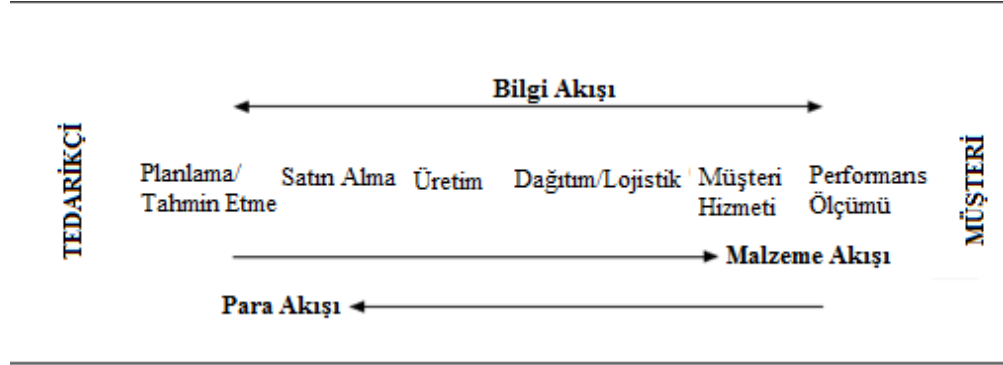 Bilgi Akışı
TEDARİKÇİ
Planlama/
Tahmin Etme
Satın Alma
Üretim
Dağıtım/Lojistik
Müşteri
Hizmeti
Performans
Ölçümü
MÜŞTERİ
Malzeme Akışı
Para Akışı